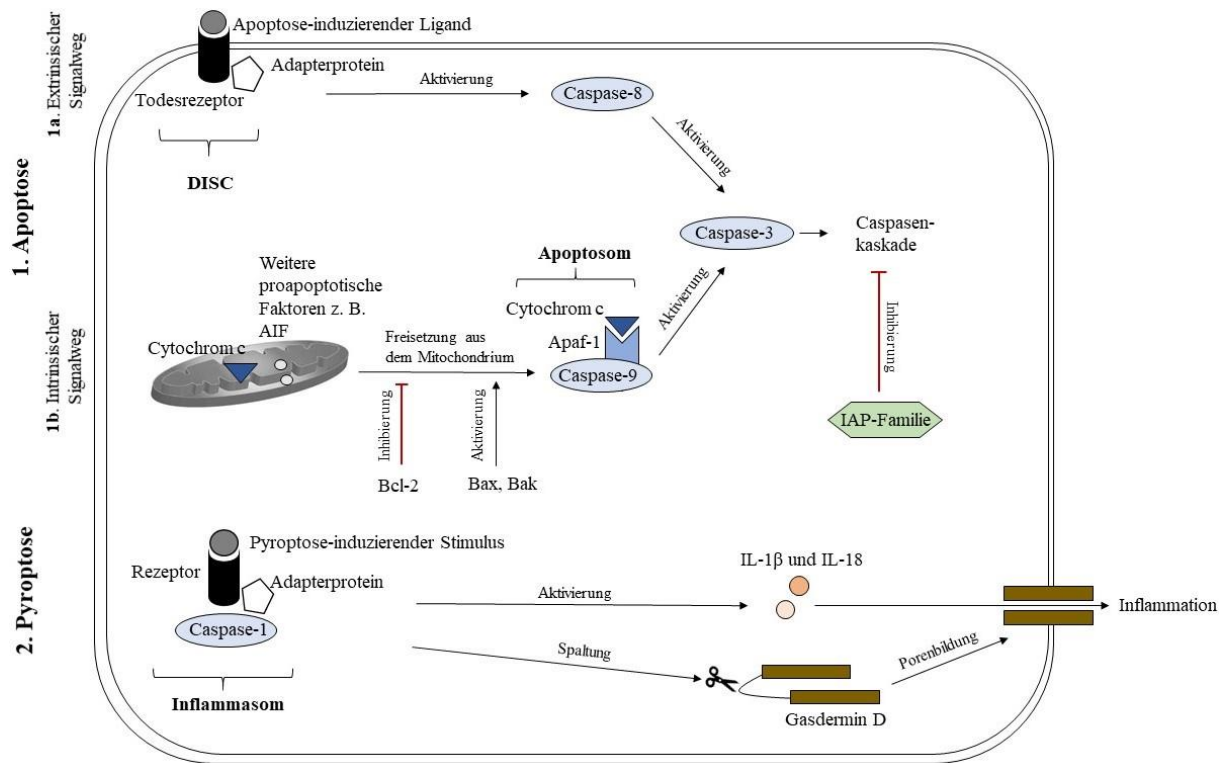 1. Apoptose
1a. Extrinsischer
Signalweg
Apoptose-induzierender Ligand
Adapterprotein
Todesrezeptor
DISC
Aktivierung
Caspase-8
Aktivierung
Caspase-3
Caspasen-
kaskade
1b. Intrinsischer
Signalweg
Weitere
proapoptotische
Faktoren z. B.
AIF
Cytochrom c
Freisetzung aus
dem Mitochondrium
Inhibierung
Bcl-2
Aktivierung
Bax, Bak
Apoptosom
Cytochrom c
Apaf-1
Caspase-9
Aktivierung
Inhibierung
IAP-Familie
2. Pyroptose
Pyroptose-induzierender Stimulus
Rezeptor
Adapterprotein
Caspase-1
Inflammasom
Aktivierung
IL-1β und IL-18
Inflammation
Spaltung
Gasdermin D
Porenbildung